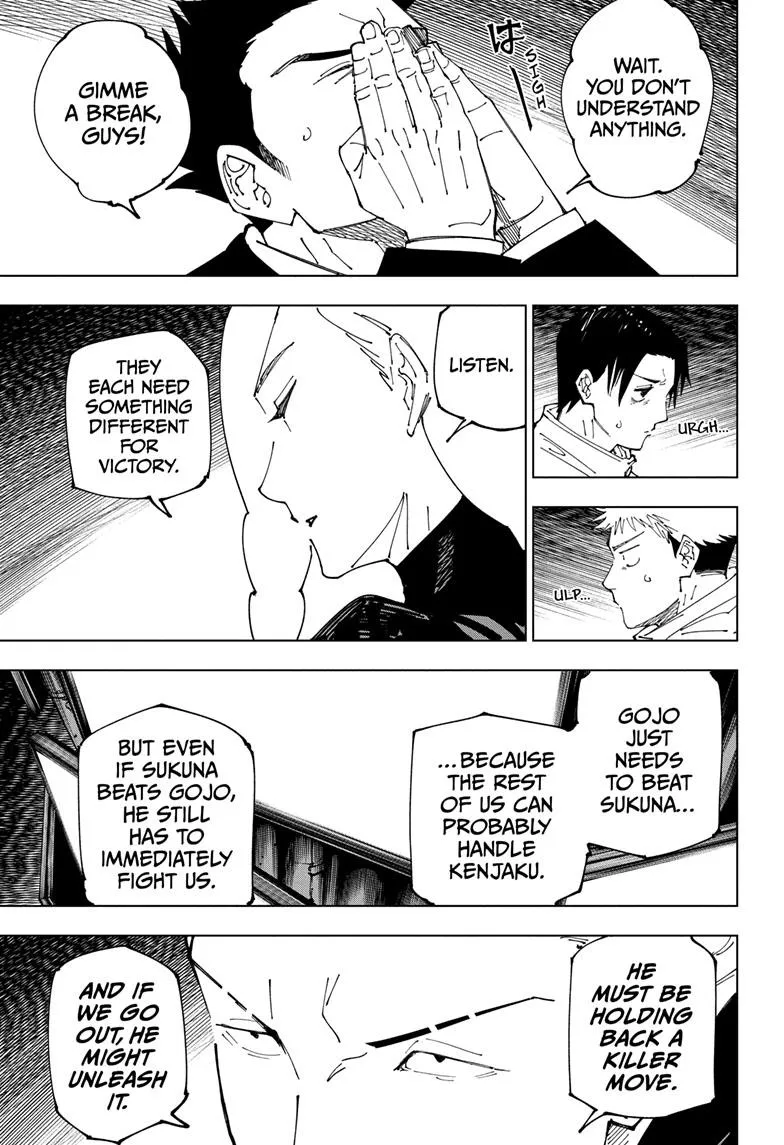 WAIT.
YOU DON'T
UNDERSTAND
ANYTHING.
はー
SIGH
GIMME
A BREAK,
GUYS!
URGH...
ULP...
LISTEN.
THEY
EACH NEED
SOMETHING
DIFFERENT
FOR
VICTORY.
GOJO
JUST
NEEDS
TO BEAT
SUKUNA...
...BECAUSE
THE REST
OF US CAN
PROBABLY
HANDLE
KENJAKU.
BUT EVEN
IF SUKUNA
BEATS GOJO,
HE STILL
HAS TO
IMMEDIATELY
FIGHT US.
HE
MUST BE
HOLDING
BACK A
KILLER
MOVE.
AND IF
WE GO
OUT, HE
MIGHT
UNLEASH
IT.